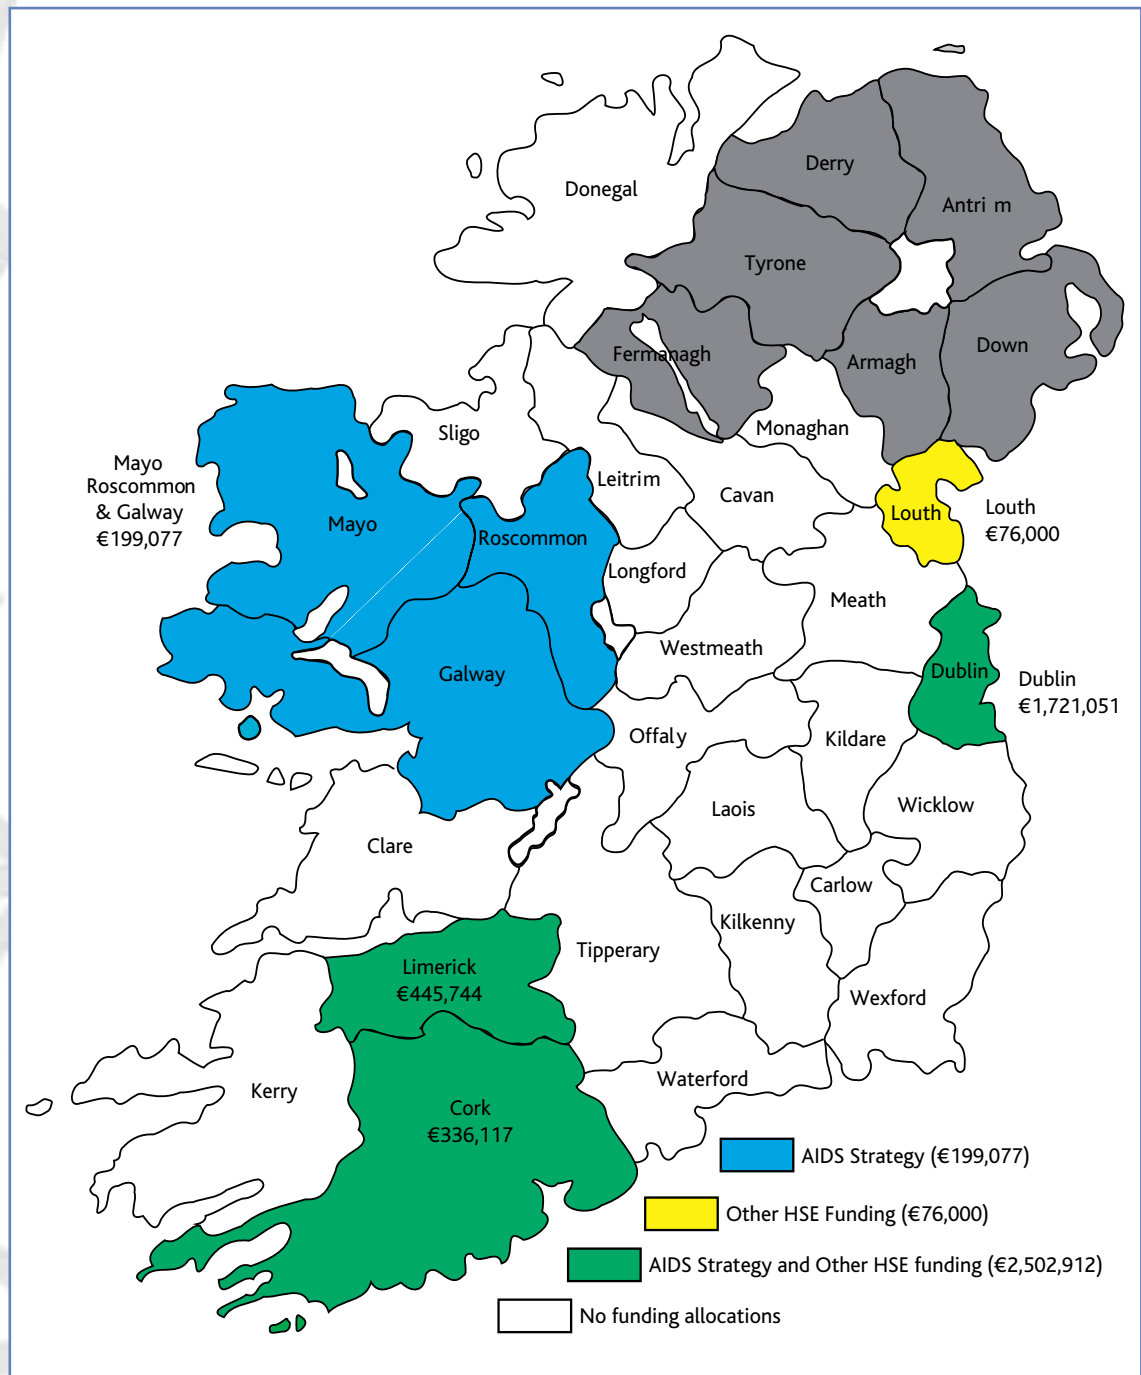 Derry
Donegal
Antri m
Tyrone
Fermanagh
Armagh
Down
Monaghan
Sligo
Mayo
Roscommon
& Galway
€199,077
Leitrim
Cavan
Louth
Louth
€76,000
Mayo
Roscommon
Longford
Meath
Westmeath
Galway
Dublin
Dublin
€1,721,051
Offaly
Kildare
Laois
Wicklow
Clare
Carlow
Kilkenny
Tipperary
Limerick
€445,744
Wexford
Kerry
Waterford
Cork
€336,117
AIDS Strategy (€199,077)
Other HSE Funding (€76,000)
AIDS Strategy and Other HSE funding (€2,502,912)
No funding allocations